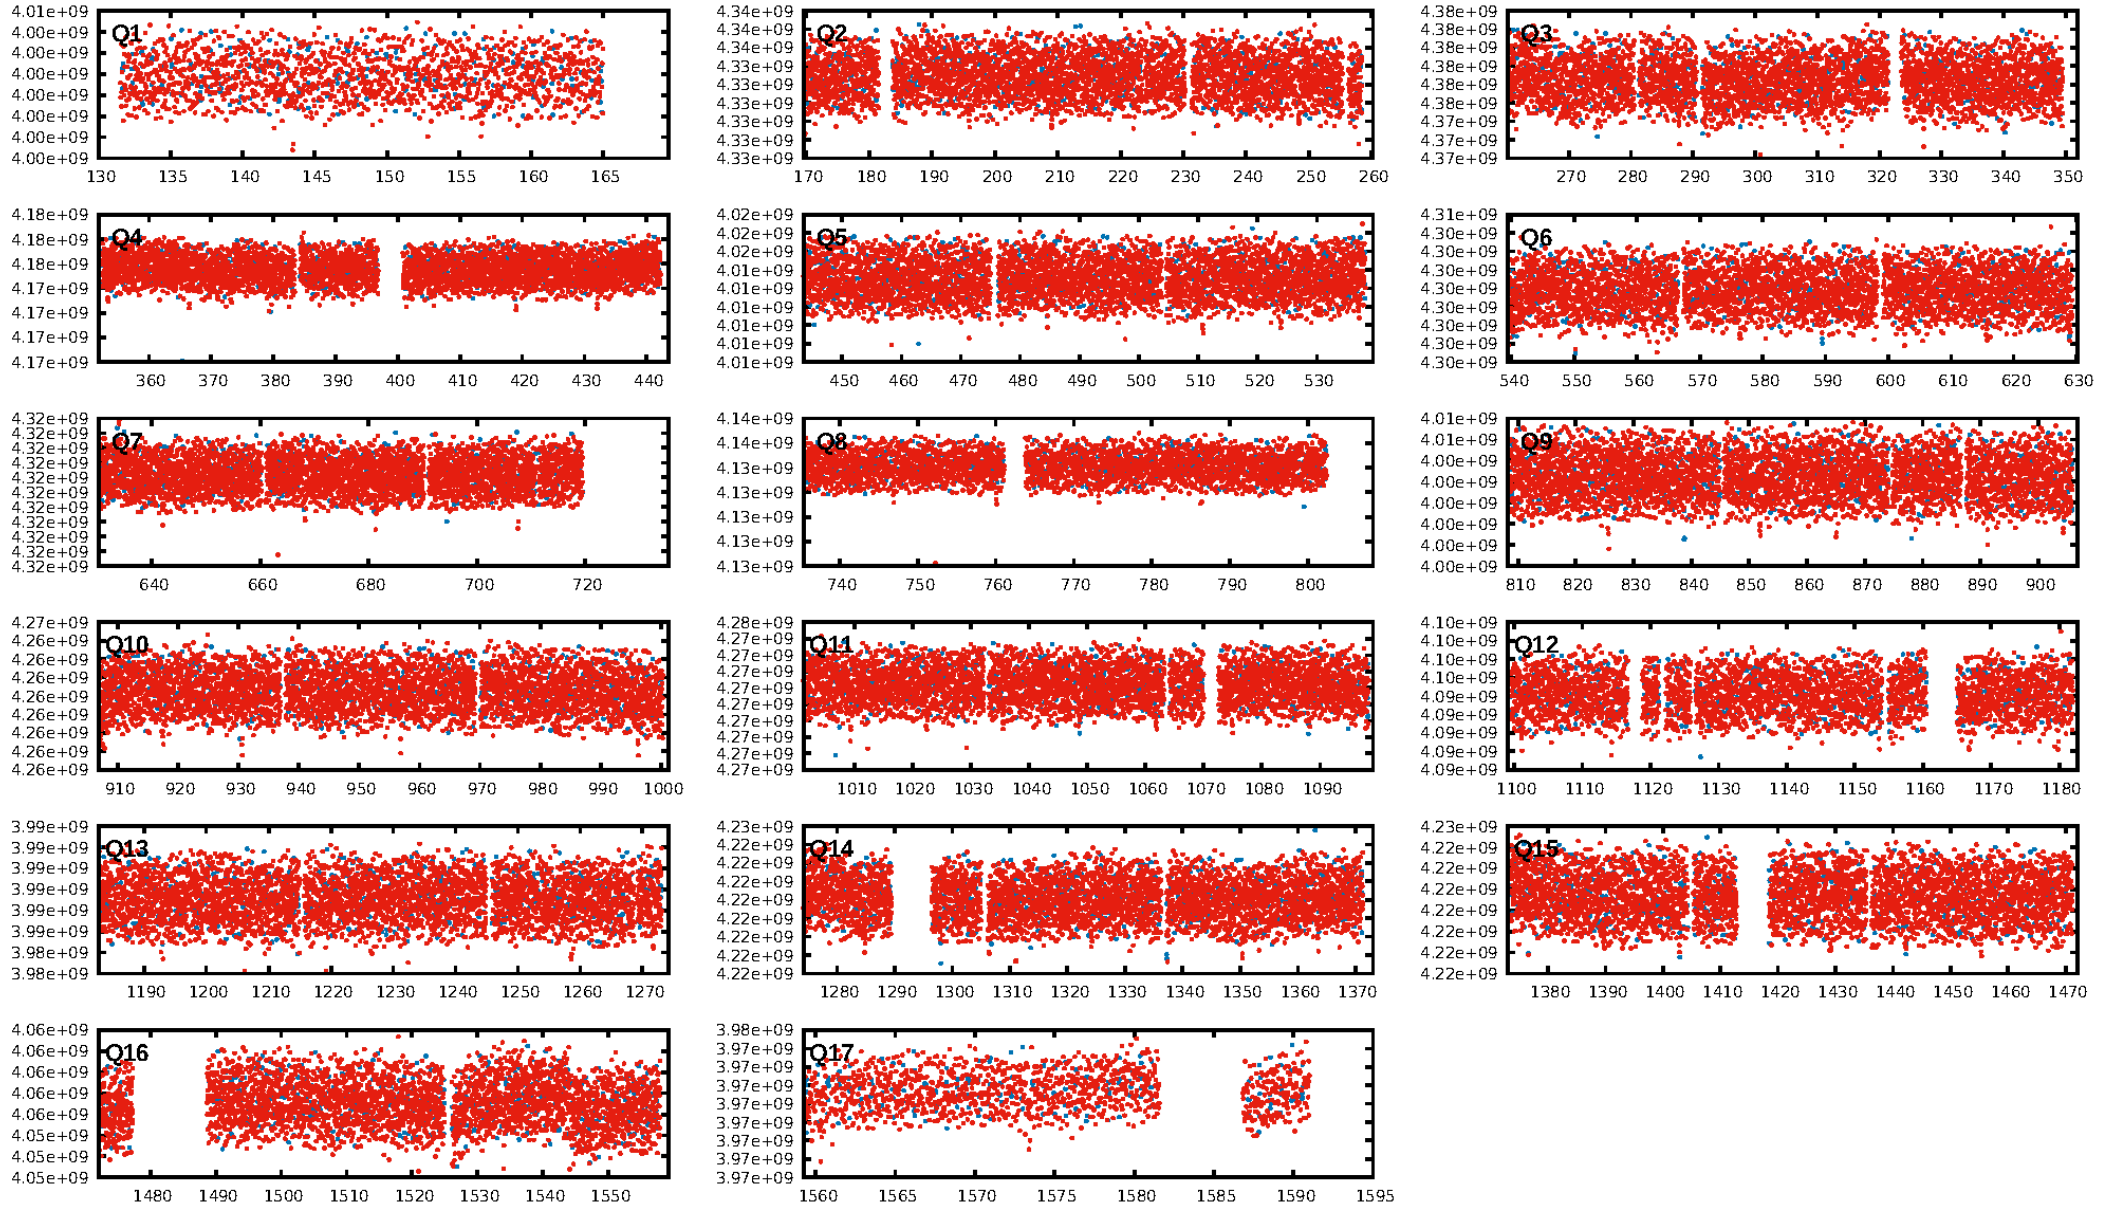 4.01e+09 4.00e+09 4.00e+09 4.00e+09 4.00e+09 4.00e+09 4.00e+09 4.00e+09
Q1
130 135 140 145 150 155 160 165
4.34e+09 4.34e+09 4.34e+09 4.33e+09 4.33e+09 4.33e+09 4.33e+09 4.33e+09 4.33e+09
Q2
170 180 190 200 210 220 230 240 250 260
4.38e+09 4.38e+09 4.38e+09 4.38e+09 4.38e+09 4.38e+09 4.37e+09 4.37e+09 4.37e+09
Q3
270 280 290 300 310 320 330 340 350
4.18e+09 4.18e+09 4.18e+09 4.17e+09 4.17e+09 4.17e+09 4.17e+09
Q4
360 370 380 390 400 410 420 430 440
4.02e+09 4.02e+09 4.01e+09 4.01e+09 4.01e+09 4.01e+09 4.01e+09 4.01e+09
Q5
450 460 470 480 490 500 510 520 530
4.31e+09 4.30e+09 4.30e+09 4.30e+09 4.30e+09 4.30e+09 4.30e+09 4.30e+09 4.30e+09
Q6
540 550 560 570 580 590 600 610 620 630
4.32e+09 4.32e+09 4.32e+09 4.32e+09 4.32e+09 4.32e+09 4.32e+09 4.32e+09 4.32e+09 4.32e+09 4.32e+09
Q7
640 660 680 700 720
4.14e+09 4.14e+09 4.13e+09 4.13e+09 4.13e+09 4.13e+09 4.13e+09
Q8
740 750 760 770 780 790 800
4.01e+09 4.01e+09 4.00e+09 4.00e+09 4.00e+09 4.00e+09 4.00e+09 4.00e+09
Q9
810 820 830 840 850 860 870 880 890 900
4.27e+09 4.26e+09 4.26e+09 4.26e+09 4.26e+09 4.26e+09 4.26e+09 4.26e+09 4.26e+09
Q10
910 920 930 940 950 960 970 980 990 1000
4.28e+09 4.27e+09 4.27e+09 4.27e+09 4.27e+09 4.27e+09 4.27e+09 4.27e+09 4.27e+09 4.27e+09
Q11
1010 1020 1030 1040 1050 1060 1070 1080 1090
4.10e+09 4.10e+09 4.10e+09 4.10e+09 4.09e+09 4.09e+09 4.09e+09 4.09e+09 4.09e+09
Q12
1100 1110 1120 1130 1140 1150 1160 1170 1180
3.99e+09 3.99e+09 3.99e+09 3.99e+09 3.99e+09 3.99e+09 3.98e+09 3.98e+09
Q13
1190 1200 1210 1220 1230 1240 1250 1260 1270
4.23e+09 4.23e+09 4.22e+09 4.22e+09 4.22e+09 4.22e+09 4.22e+09 4.22e+09 4.22e+09
Q14
1280 1290 1300 1310 1320 1330 1340 1350 1360 1370
4.23e+09 4.23e+09 4.22e+09 4.22e+09 4.22e+09 4.22e+09 4.22e+09 4.22e+09
Q15
1380 1390 1400 1410 1420 1430 1440 1450 1460 1470
4.06e+09 4.06e+09 4.06e+09 4.06e+09 4.06e+09 4.05e+09 4.05e+09
Q16
1480 1490 1500 1510 1520 1530 1540 1550
3.98e+09 3.97e+09 3.97e+09 3.97e+09 3.97e+09 3.97e+09 3.97e+09 3.97e+09 3.97e+09
Q17
1560 1565 1570 1575 1580 1585 1590 1595